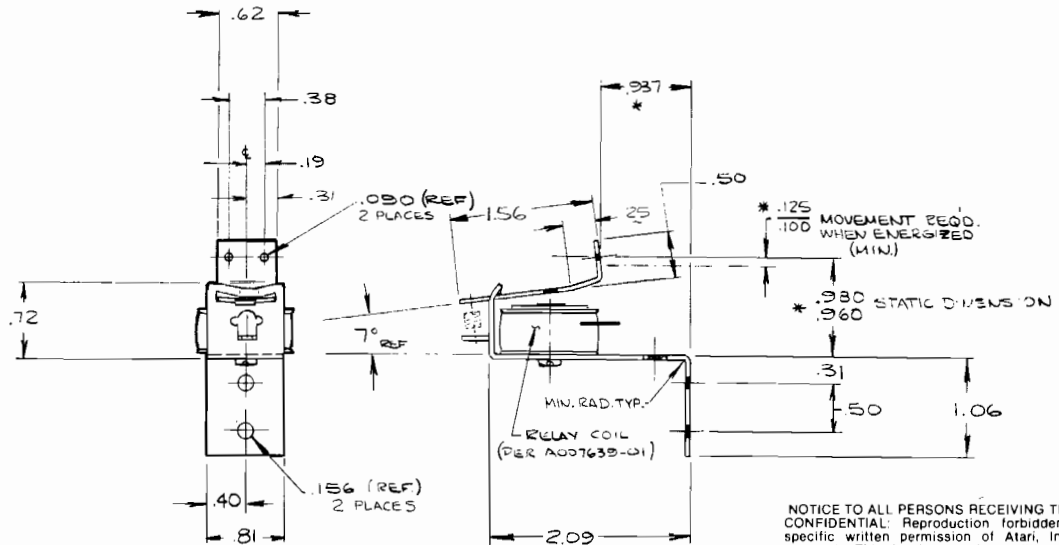 .62
.38
.19
.31
.090 (REF)
2 PLACES
.72
.40
.81
.156 (REF.)
2 PLACES
.937
*
.50
1.56
.25
* .125
.100
MOVEMENT REQD.
WHEN ENERGIZED
(MIN.)
* .980
.960
STATIC DIMENSION
7° REF
MIN. RAD. TYP.
RELAY COIL
(PER A007639-01)
.31
.50
1.06
2.09
NOTICE TO ALL PERSONS RECEIVING
CONFIDENTIAL: Reproduction forbidden
specific written permission of Atari,